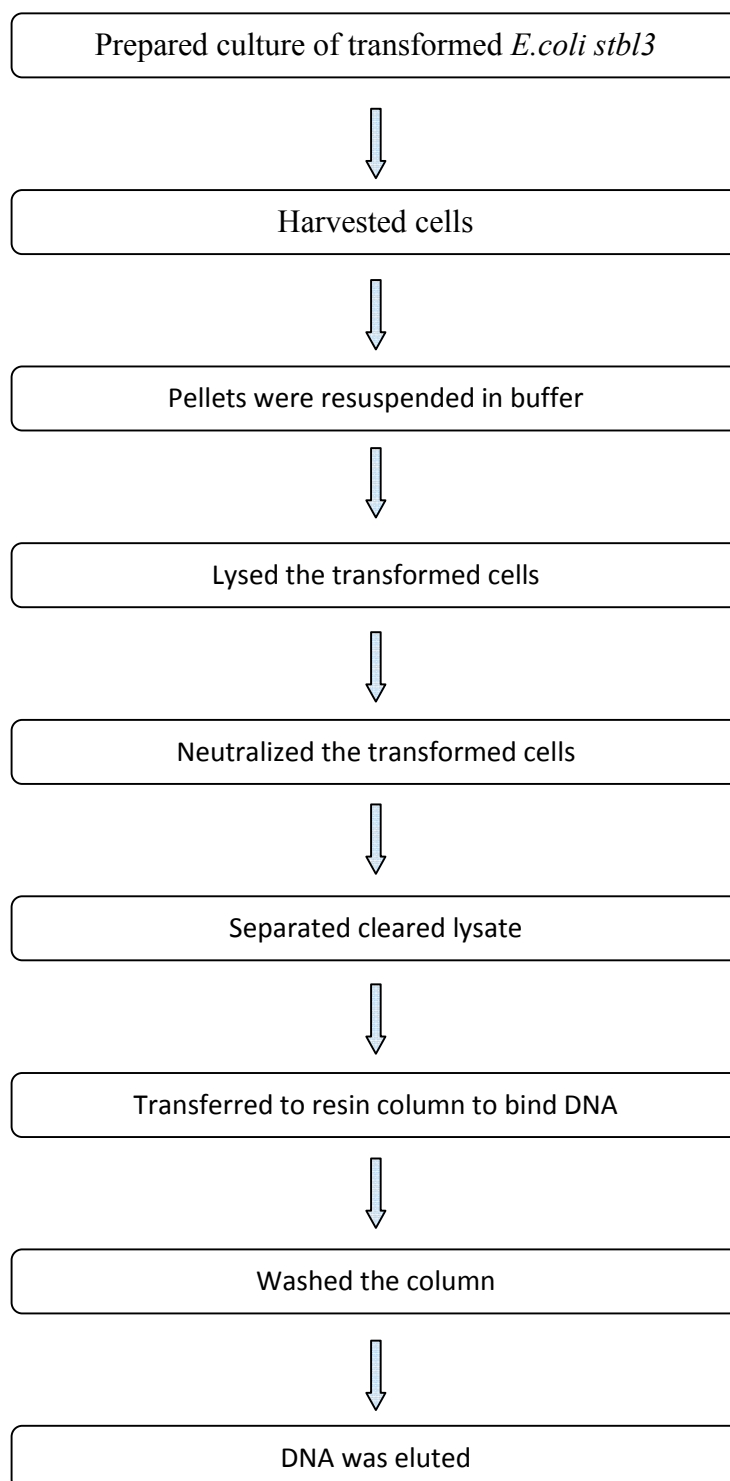 Prepared culture of transformed E.coli stbl3
Harvested cells
Pellets were resuspended in buffer
Lysed the transformed cells
Neutralized the transformed cells
Separated cleared lysate
Transferred to resin column to bind DNA
Washed the column
DNA was eluted